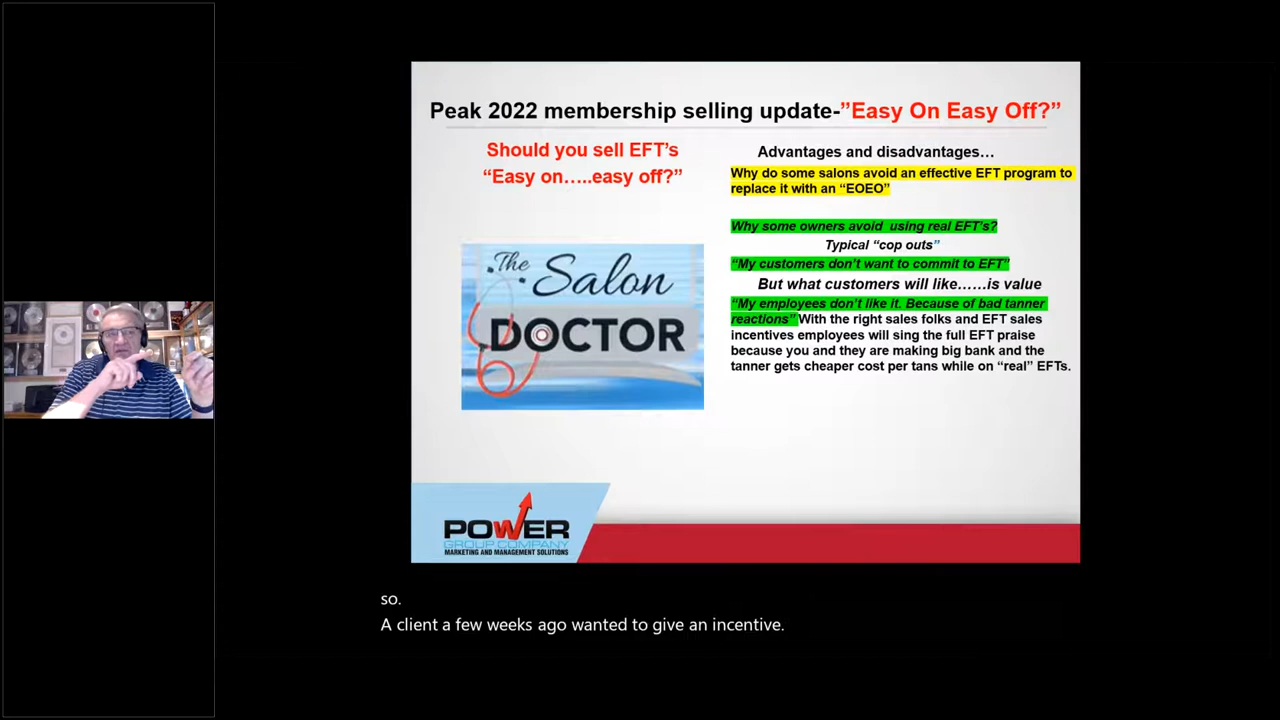 Peak 2022 membership selling update-”Easy On Easy Off?”
Should you sell EFT’s
“Easy on…..easy off?”
The Salon
DOCTOR
Advantages and disadvantages…
Why do some salons avoid an effective EFT program to
replace it with an “EOEO”
Why some owners avoid using real EFT’s?
Typical “cop outs”
“My customers don’t want to commit to EFT”
But what customers will like……is value
“My employees don’t like it. Because of bad tanner
reactions” With the right sales folks and EFT sales
incentives employees will sing the full EFT praise
because you and they are making big bank and the
tanner gets cheaper cost per tans while on “real” EFTs.
POWER
GROUP COMPANY
MARKETING AND MANAGEMENT SOLUTIONS
so.
A client a few weeks ago wanted to give an incentive.